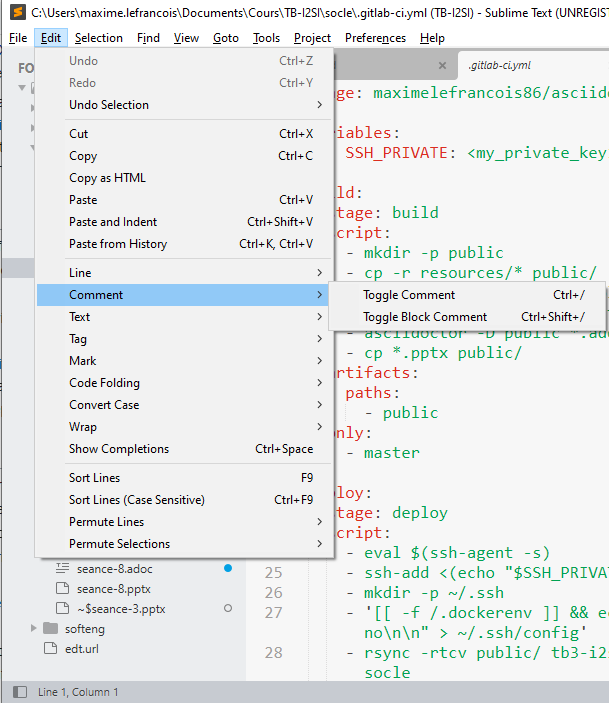 C:\Users\maxime.lefrancois\Documents\Cours\TB-I2SI\socle\.gitlab-ci.yml (TB-I2SI) - Sublime Text (UNREGIST
File Edit Selection Find View Goto Tools Project Preferences Help
FO
.gitlab-ci.yml
Undo Ctrl+Z
Redo Ctrl+Y
Undo Selection
Cut Ctrl+X
Copy Ctrl+C
Copy as HTML
Paste Ctrl+V
Paste and Indent Ctrl+Shift+V
Paste from History Ctrl+K, Ctrl+V
Line
Comment
Text
Tag
Mark
Code Folding
Convert Case
Wrap
Show Completions Ctrl+Space
Sort Lines F9
Sort Lines (Case Sensitive) Ctrl+F9
Permute Lines
Permute Selections
Toggle Comment Ctrl+/
Toggle Block Comment Ctrl+Shift+/
age: maximelefrancois86/asciido
riables:
SSH_PRIVATE: <my_private_key
ld:
tage: build
cript:
- mkdir -p public
- cp -r resources/* public/
- asciidoctor -D public *.ado
- cp *.pptx public/
rtifacts:
paths:
- public
nly:
- master
loy:
tage: deploy
cript:
- eval $(ssh-agent -s)
25 - ssh-add <(echo "$SSH_PRIVAT
26 - mkdir -p ~/.ssh
27 - '[[ -f /.dockerenv ]] && ec
no\n\n" > ~/.ssh/config'
28 - rsync -rtcv public/ tb3-i2s
socle
seance-8.adoc
seance-8.pptx
~$seance-3.pptx
softeng
edt.url
Line 1, Column 1